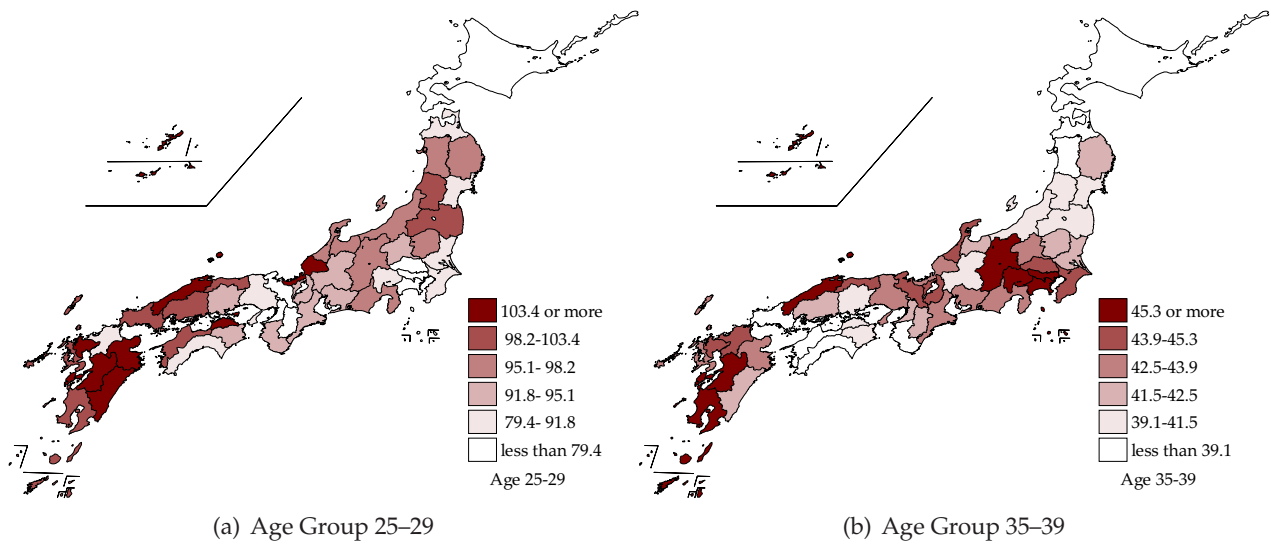 103.4 or more
98.2-103.4
95.1- 98.2
91.8- 95.1
79.4- 91.8
less than 79.4
Age 25-29
45.3 or more
43.9-45.3
42.5-43.9
41.5-42.5
39.1-41.5
less than 39.1
Age 35-39
(a) Age Group 25–29
(b) Age Group 35–39